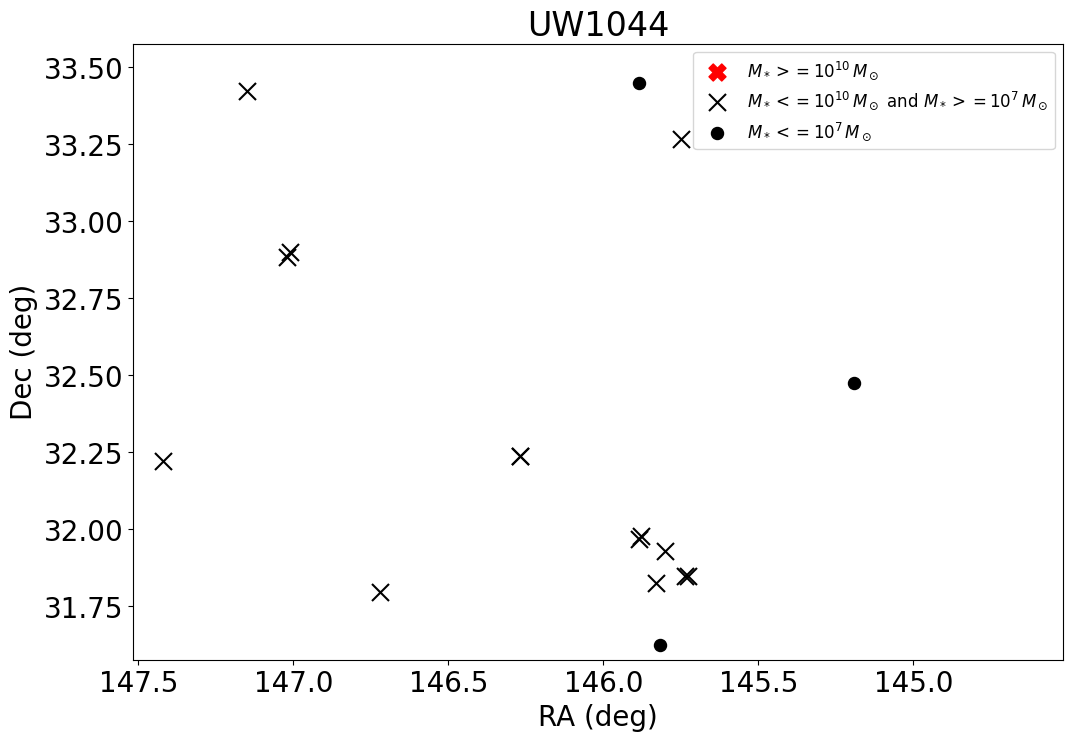 UW1044
M* >= 10^10 M⊙
M* <= 10^10 M⊙ and M* >= 10^7 M⊙
M* <= 10^7 M⊙
33.50
33.25
33.00
32.75
32.50
32.25
32.00
31.75
Dec (deg)
147.5 147.0 146.5 146.0 145.5 145.0
RA (deg)